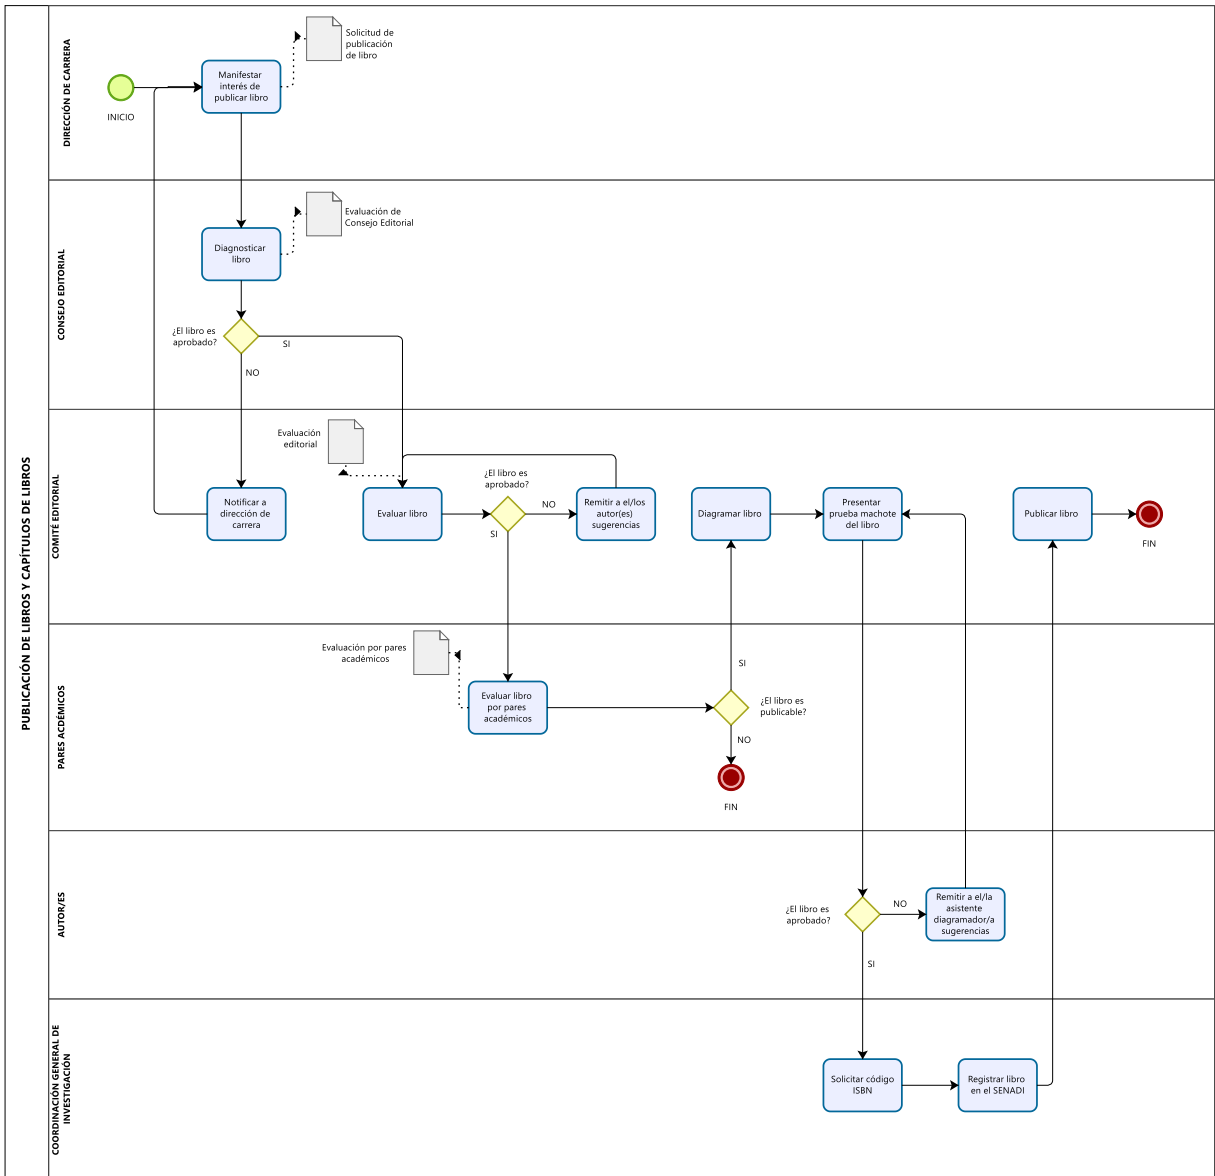 PUBLICACIÓN DE LIBROS Y CAPÍTULOS DE LIBROS
DIRECCIÓN DE CARRERA
INICIO
Manifestar
interés de
publicar libro
Solicitud de
publicación
de libro
CONSEJO EDITORIAL
Diagnosticar
libro
Evaluación de
Consejo Editorial
¿El libro es
aprobado?
SI
NO
COMITÉ EDITORIAL
Notificar a
dirección de
carrera
Evaluación
editorial
Evaluar libro
¿El libro es
aprobado?
NO
SI
Remitir a el/los
autor(es)
sugerencias
Diagramar libro
Presentar
prueba machote
del libro
Publicar libro
FIN
PARES ACDÉMICOS
Evaluación por pares
académicos
Evaluar libro
por pares
académicos
SI
¿El libro es
publicable?
NO
FIN
AUTOR/ES
¿El libro es
aprobado?
NO
SI
Remitir a el/la
asistente
diagramador/a
sugerencias
COORDINACIÓN GENERAL DE
INVESTIGACIÓN
Solicitar código
ISBN
Registrar libro
en el SENADI